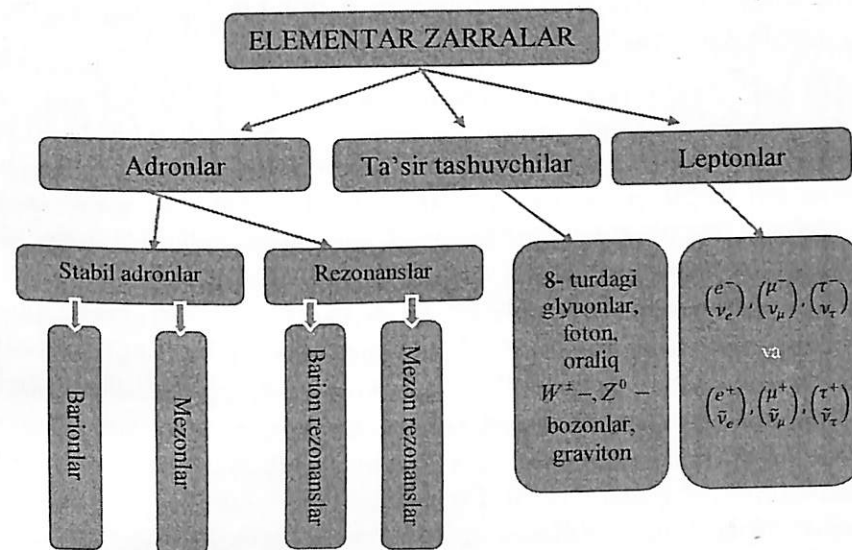 ELEMENTAR ZARRALAR
Adronlar
Ta'sir tashuvchilar
Leptonlar
Stabil adronlar
Rezonanslar
Barionlar
Mezonlar
Barion rezonanslar
Mezon rezonanslar
8- turdagi
glyuonlar,
foton,
oraliq
W± –, Z⁰ –
bozonlar,
graviton
(e⁻ νₑ), (μ⁻ ν_μ), (τ⁻ ν_τ)
va
(e⁺ ν̃ₑ), (μ⁺ ν̃_μ), (τ⁺ ν̃_τ)